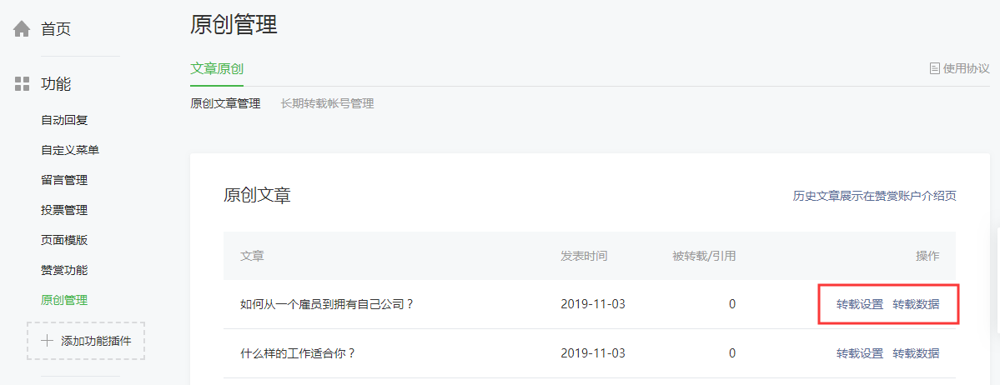 首页
功能
自动回复
自定义菜单
留言管理
投票管理
页面模版
赞赏功能
原创管理
添加功能插件
原创管理
文章原创
使用协议
原创文章管理 长期转载帐号管理
原创文章
历史文章展示在赞赏账户介绍页
文章 发表时间 被转载/引用 操作
如何从一个雇员到拥有自己公司？ 2019-11-03 0 转载设置 转载数据
什么样的工作适合你？ 2019-11-03 0 转载设置 转载数据